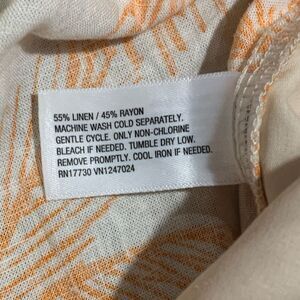 55% LINEN / 45% RAYON
MACHINE WASH COLD SEPARATELY.
GENTLE CYCLE. ONLY NON-CHLORINE
BLEACH IF NEEDED. TUMBLE DRY LOW.
REMOVE PROMPTLY. COOL IRON IF NEEDED.
RN17730 VN1247024